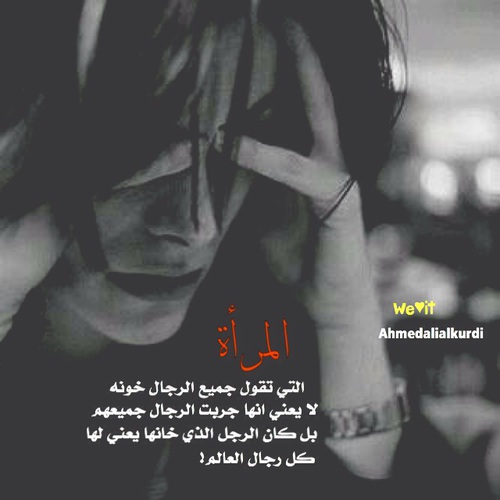 We♥it
Ahmedalialkurdi
المرأة
التي تقول جميع الرجال خونه
لا يعني انها جربت الرجال جميعهم
بل كان الرجل الذي خانها يعني لها
كل رجال العالم!